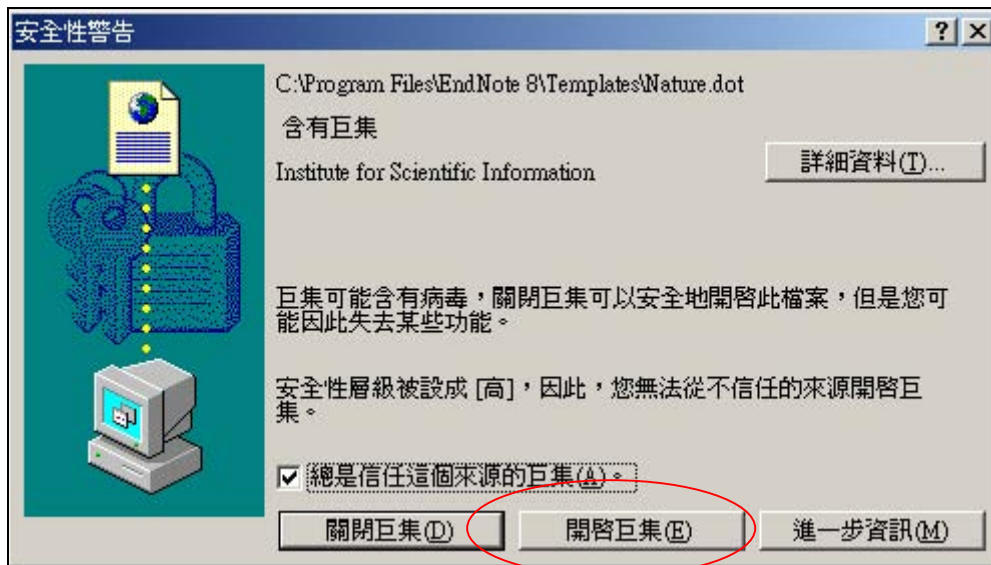 安全性警告
C:\Program Files\EndNote 8\Templates\Nature.dot
含有巨集
Institute for Scientific Information
詳細資料(T)...
巨集可能含有病毒，關閉巨集可以安全地開啓此檔案，但是您可
能因此失去某些功能。
安全性層級被設成 [高]，因此，您無法從不信任的來源開啓巨
集。
總是信任這個來源的巨集(A)。
關閉巨集(D)
開啓巨集(E)
進一步資訊(M)